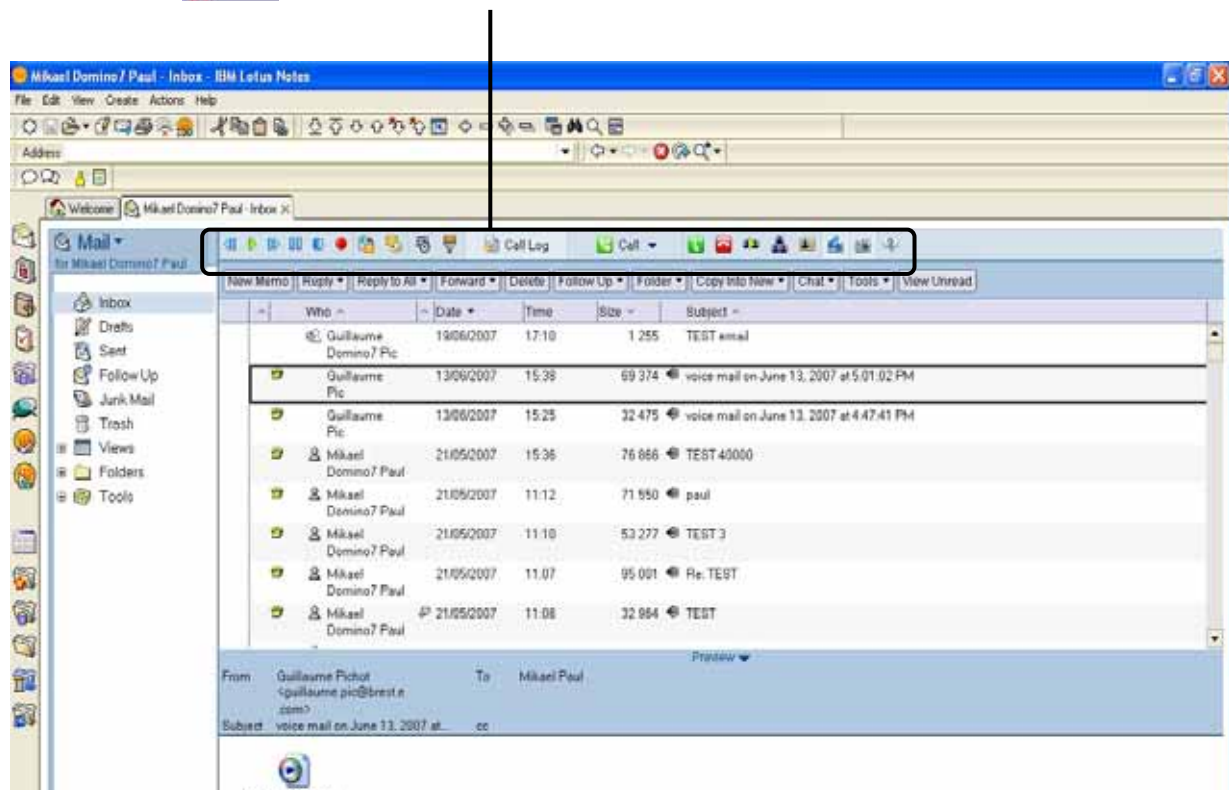 Mikael Domino7 Paul - Inbox - IBM Lotus Notes
File Edit View Create Actions Help
Address
Welcome Mikael Domino7 Paul - Inbox
Mail
for Mikael Domino7 Paul
Call Log Call
New Memo Reply Reply to All Forward Delete Follow Up Folder Copy Into New Chat Tools View Unread
Inbox
Drafts
Sent
Follow Up
Junk Mail
Trash
Views
Folders
Tools
Who Date Time Size Subject
Guillaume Domino7 Pic 19/06/2007 17:10 1 255 TEST email
Guillaume Pic 13/06/2007 15:38 69 374 voice mail on June 13, 2007 at 5:01:02 PM
Guillaume Pic 13/06/2007 15:25 32 475 voice mail on June 13, 2007 at 4:47:41 PM
Mikael Domino7 Paul 21/05/2007 15:36 76 866 TEST 40000
Mikael Domino7 Paul 21/05/2007 11:12 71 550 paul
Mikael Domino7 Paul 21/05/2007 11:10 53 277 TEST 3
Mikael Domino7 Paul 21/05/2007 11:07 95 001 Re: TEST
Mikael Domino7 Paul 21/05/2007 11:06 32 984 TEST
Preview
From Guillaume Pichot To Mikael Paul
<guillaume.pic@brest.e
.com>
Subject voice mail on June 13, 2007 at... cc